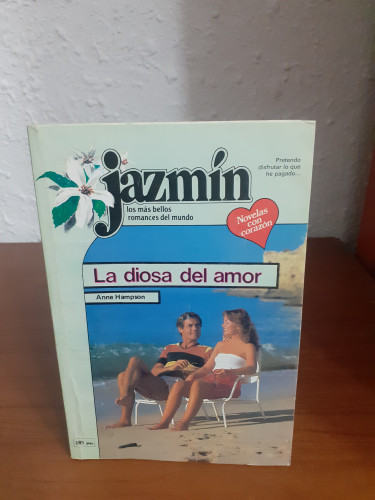 jazmín
los más bellos
romances del mundo
Pretendo
disfrutar lo que
he pagado...
Novelas
con
corazón
La diosa del amor
Anne Hampson